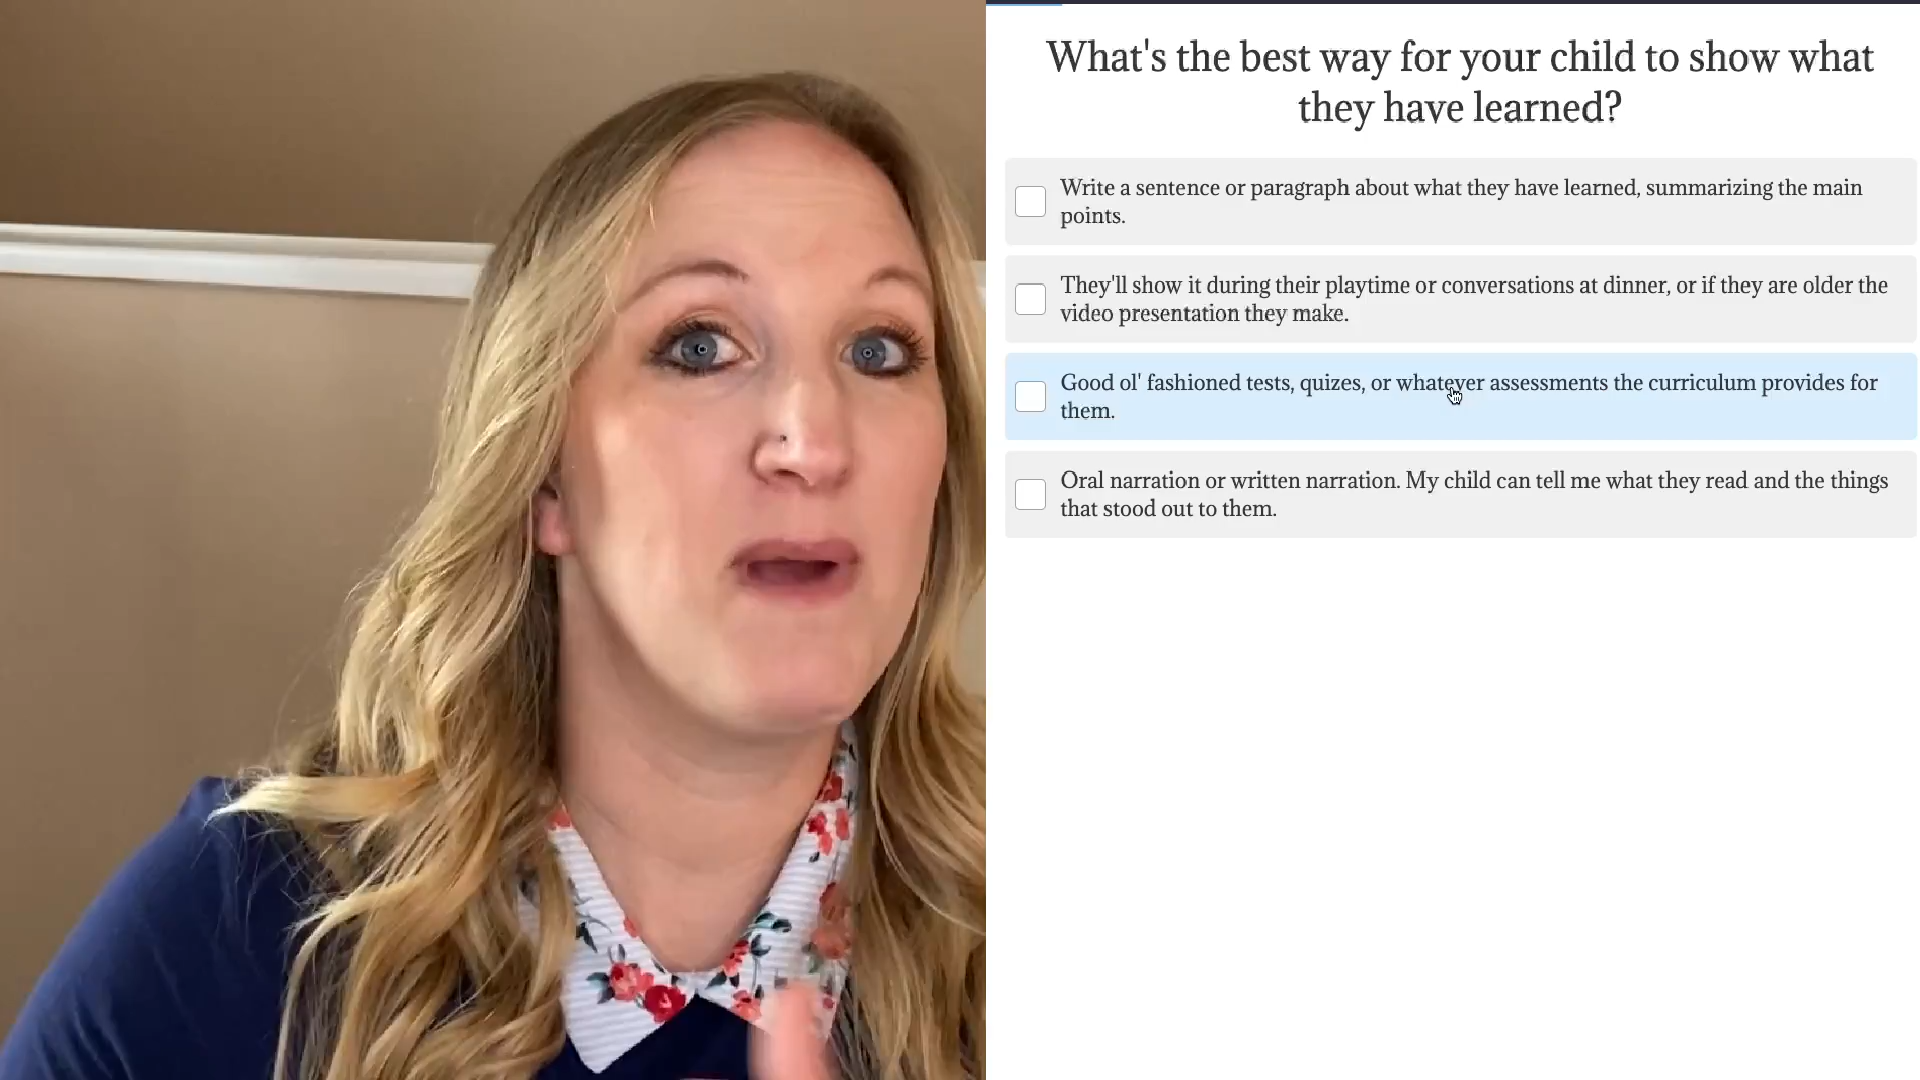 What's the best way for your child to show what
they have learned?
Write a sentence or paragraph about what they have learned, summarizing the main
points.
They'll show it during their playtime or conversations at dinner, or if they are older the
video presentation they make.
Good ol' fashioned tests, quizes, or whatever assessments the curriculum provides for
them.
Oral narration or written narration. My child can tell me what they read and the things
that stood out to them.